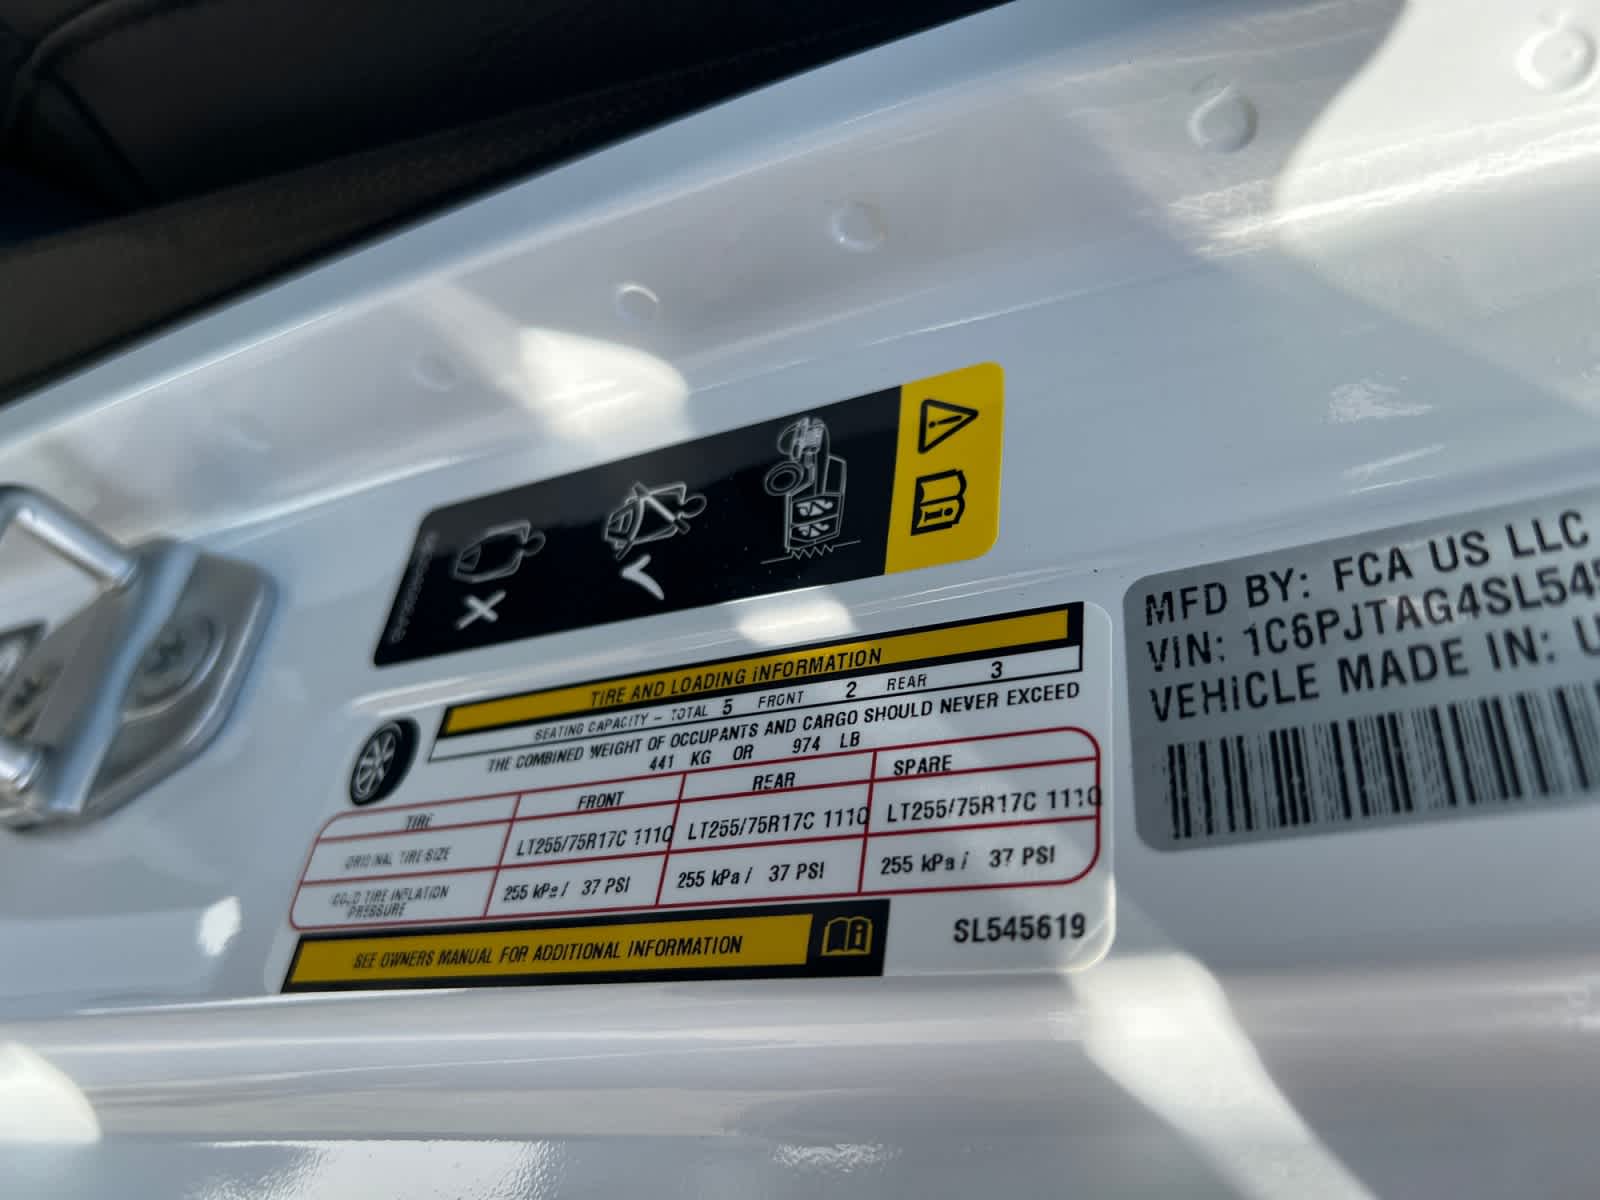 TIRE AND LOADING INFORMATION
SEATING CAPACITY - TOTAL 5 FRONT 2 REAR 3
THE COMBINED WEIGHT OF OCCUPANTS AND CARGO SHOULD NEVER EXCEED
441 KG OR 974 LB
TIRE FRONT REAR SPARE
ORIGINAL TIRE SIZE LT255/75R17C 111Q LT255/75R17C 111Q LT255/75R17C 111Q
COLD TIRE INFLATION PRESSURE 255 kPa / 37 PSI 255 kPa / 37 PSI 255 kPa / 37 PSI
SEE OWNERS MANUAL FOR ADDITIONAL INFORMATION
SL545619
MFD BY: FCA US LLC
VIN: 1C6PJTAG4SL545
VEHICLE MADE IN: U